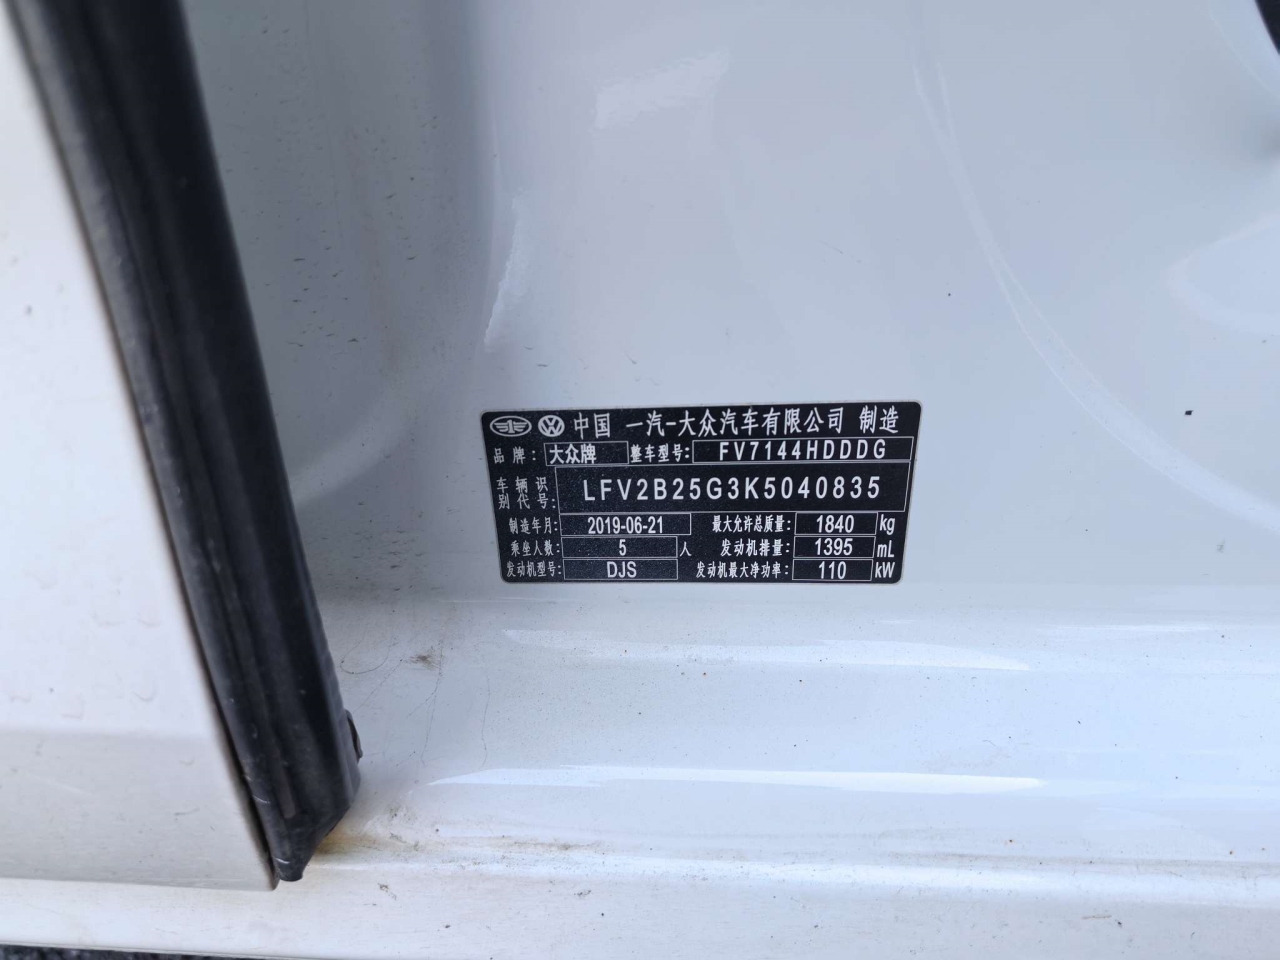 中国 一汽-大众汽车有限公司 制造
品牌: 大众牌 整车型号: FV7144HDDDG
车辆识别代号: LFV2B25G3K5040835
制造年月: 2019-06-21 最大允许总质量: 1840 kg
乘坐人数: 5 人 发动机排量: 1395 mL
发动机型号: DJS 发动机最大净功率: 110 kW